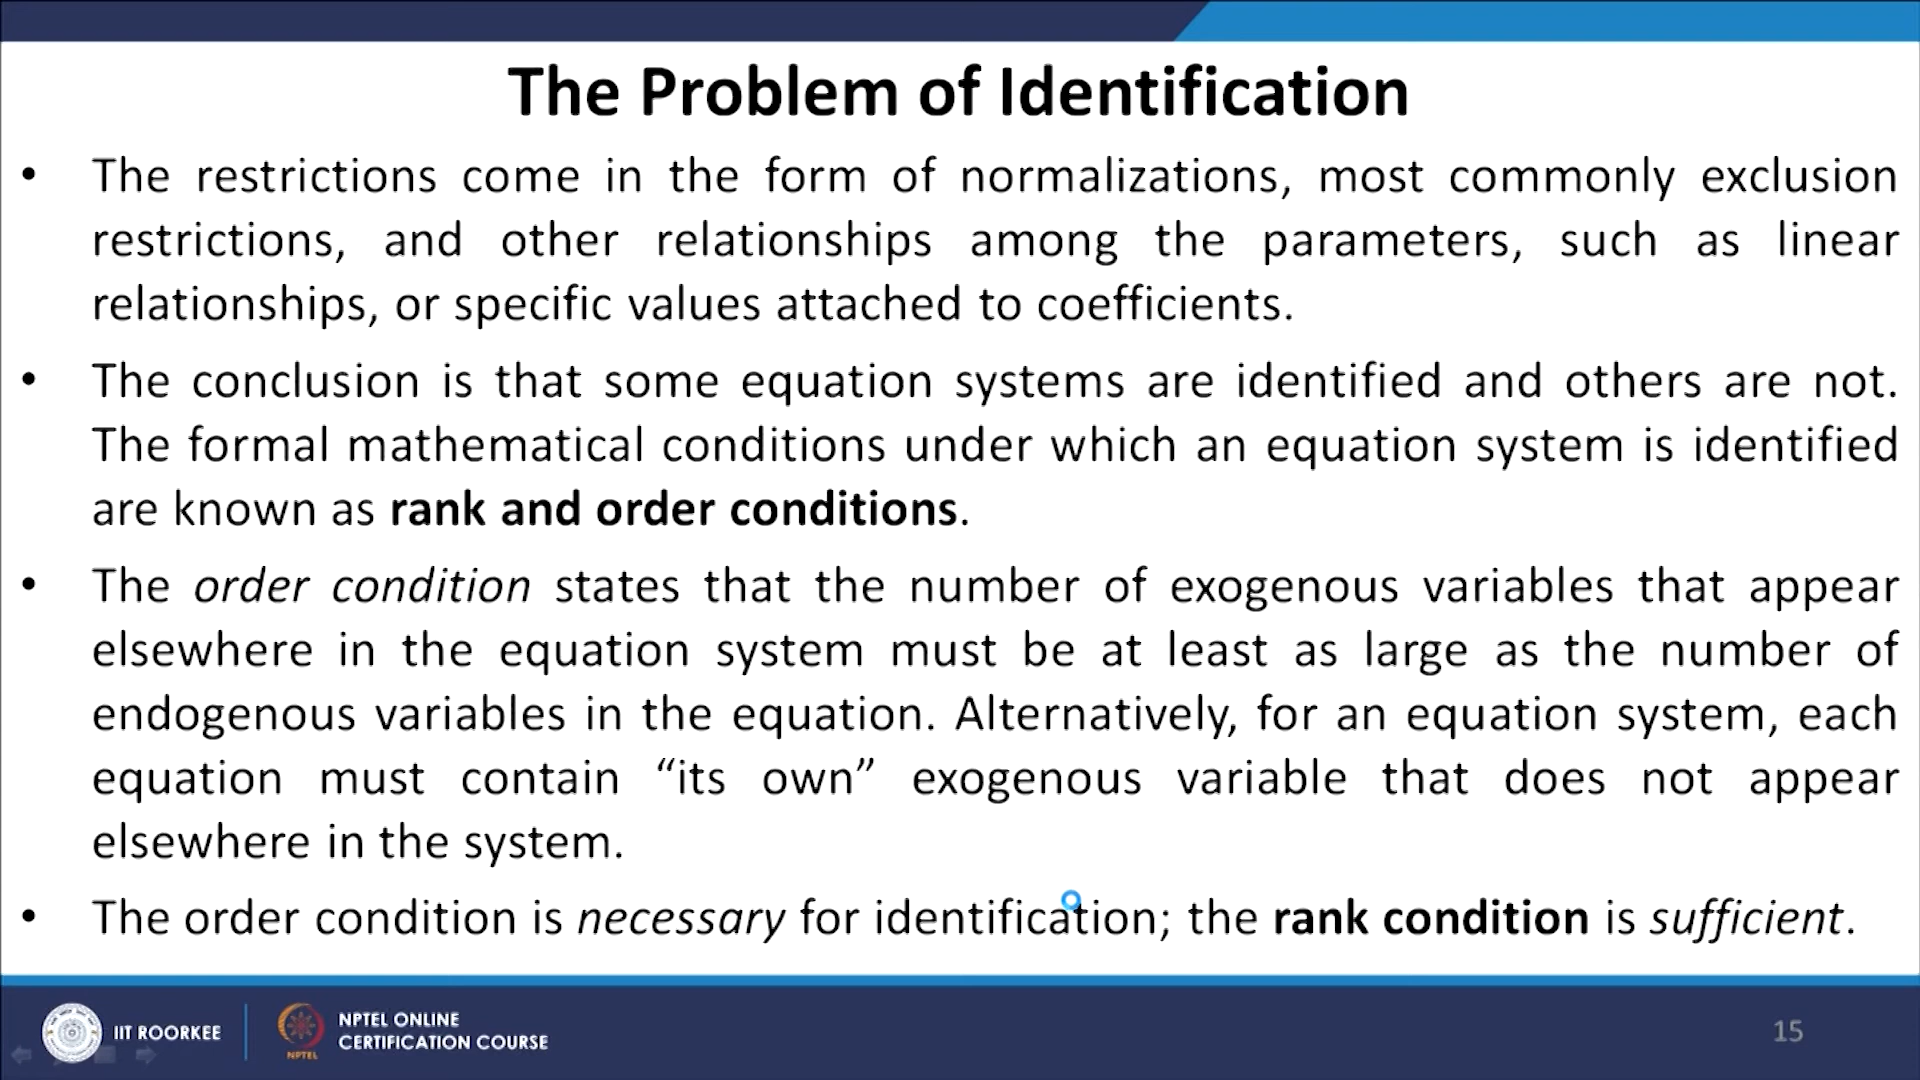 The Problem of Identification
• The restrictions come in the form of normalizations, most commonly exclusion
restrictions, and other relationships among the parameters, such as linear
relationships, or specific values attached to coefficients.
• The conclusion is that some equation systems are identified and others are not.
The formal mathematical conditions under which an equation system is identified
are known as rank and order conditions.
• The order condition states that the number of exogenous variables that appear
elsewhere in the equation system must be at least as large as the number of
endogenous variables in the equation. Alternatively, for an equation system, each
equation must contain “its own” exogenous variable that does not appear
elsewhere in the system.
• The order condition is necessary for identification; the rank condition is sufficient.
IIT ROORKEE
NPTEL
NPTEL ONLINE
CERTIFICATION COURSE
15